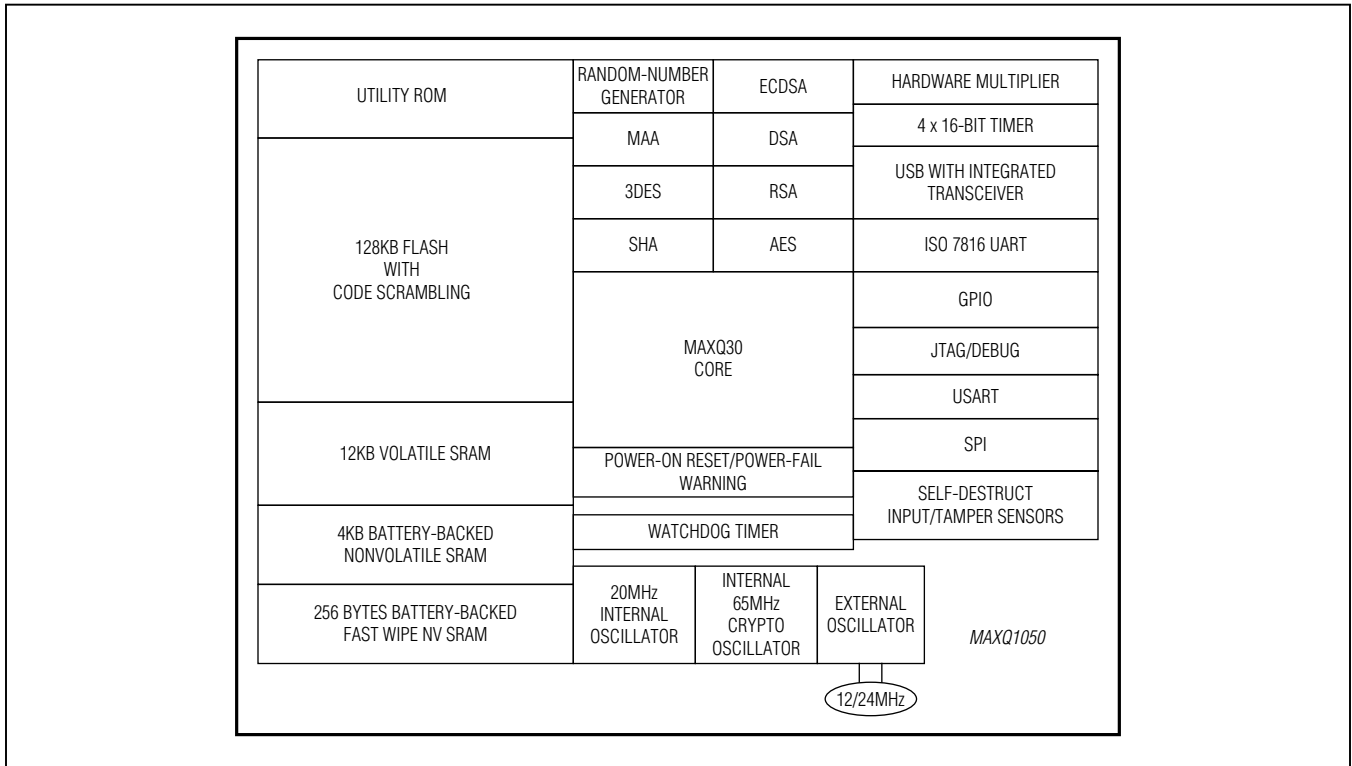 UTILITY ROM
128KB FLASH
WITH
CODE SCRAMBLING
12KB VOLATILE SRAM
4KB BATTERY-BACKED
NONVOLATILE SRAM
256 BYTES BATTERY-BACKED
FAST WIPE NV SRAM
RANDOM-NUMBER
GENERATOR
ECDSA
MAA
DSA
3DES
RSA
SHA
AES
MAXQ30
CORE
POWER-ON RESET/POWER-FAIL
WARNING
WATCHDOG TIMER
20MHz
INTERNAL
OSCILLATOR
INTERNAL
65MHz
CRYPTO
OSCILLATOR
EXTERNAL
OSCILLATOR
12/24MHz
HARDWARE MULTIPLIER
4 x 16-BIT TIMER
USB WITH INTEGRATED
TRANSCEIVER
ISO 7816 UART
GPIO
JTAG/DEBUG
USART
SPI
SELF-DESTRUCT
INPUT/TAMPER SENSORS
MAXQ1050